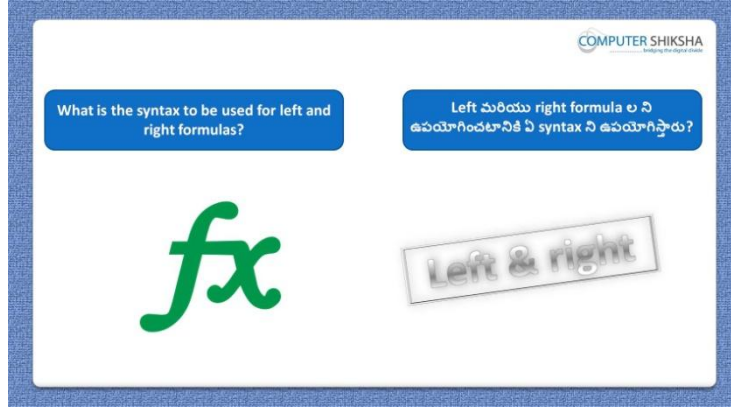 COMPUTER SHIKSHA
bridging the digital divide
What is the syntax to be used for left and
right formulas?
Left మరియు right formula ల ని
ఉపయోగించటానికి ఏ syntax ని ఉపయోగిస్తారు?
fx
Left & right